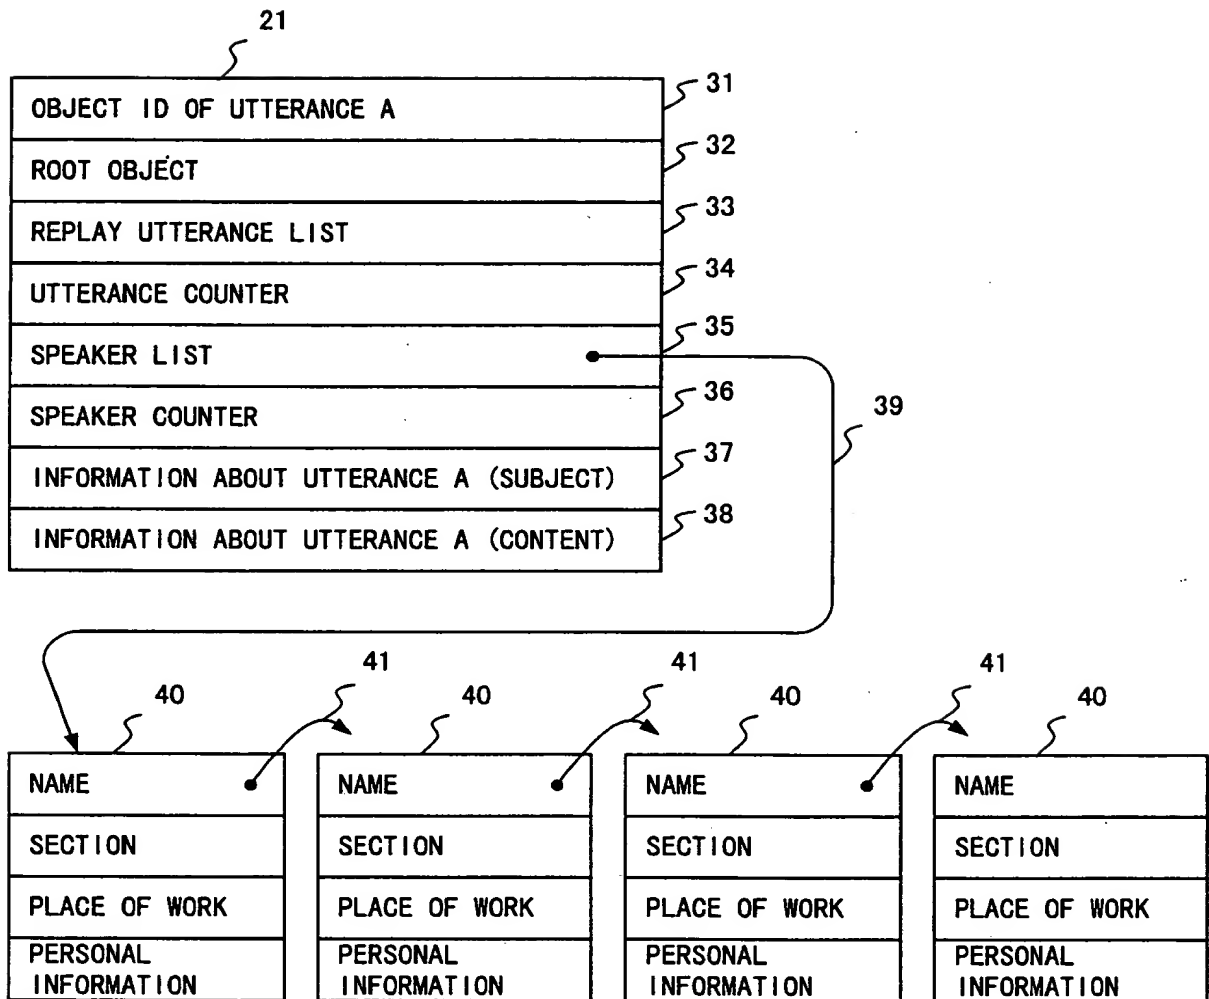 21
OBJECT ID OF UTTERANCE A
31
ROOT OBJECT
32
REPLAY UTTERANCE LIST
33
UTTERANCE COUNTER
34
SPEAKER LIST
35
SPEAKER COUNTER
36
INFORMATION ABOUT UTTERANCE A (SUBJECT)
37
INFORMATION ABOUT UTTERANCE A (CONTENT)
38
39
40
41
40
41
40
41
40
NAME
SECTION
PLACE OF WORK
PERSONAL
INFORMATION
NAME
SECTION
PLACE OF WORK
PERSONAL
INFORMATION
NAME
SECTION
PLACE OF WORK
PERSONAL
INFORMATION
NAME
SECTION
PLACE OF WORK
PERSONAL
INFORMATION